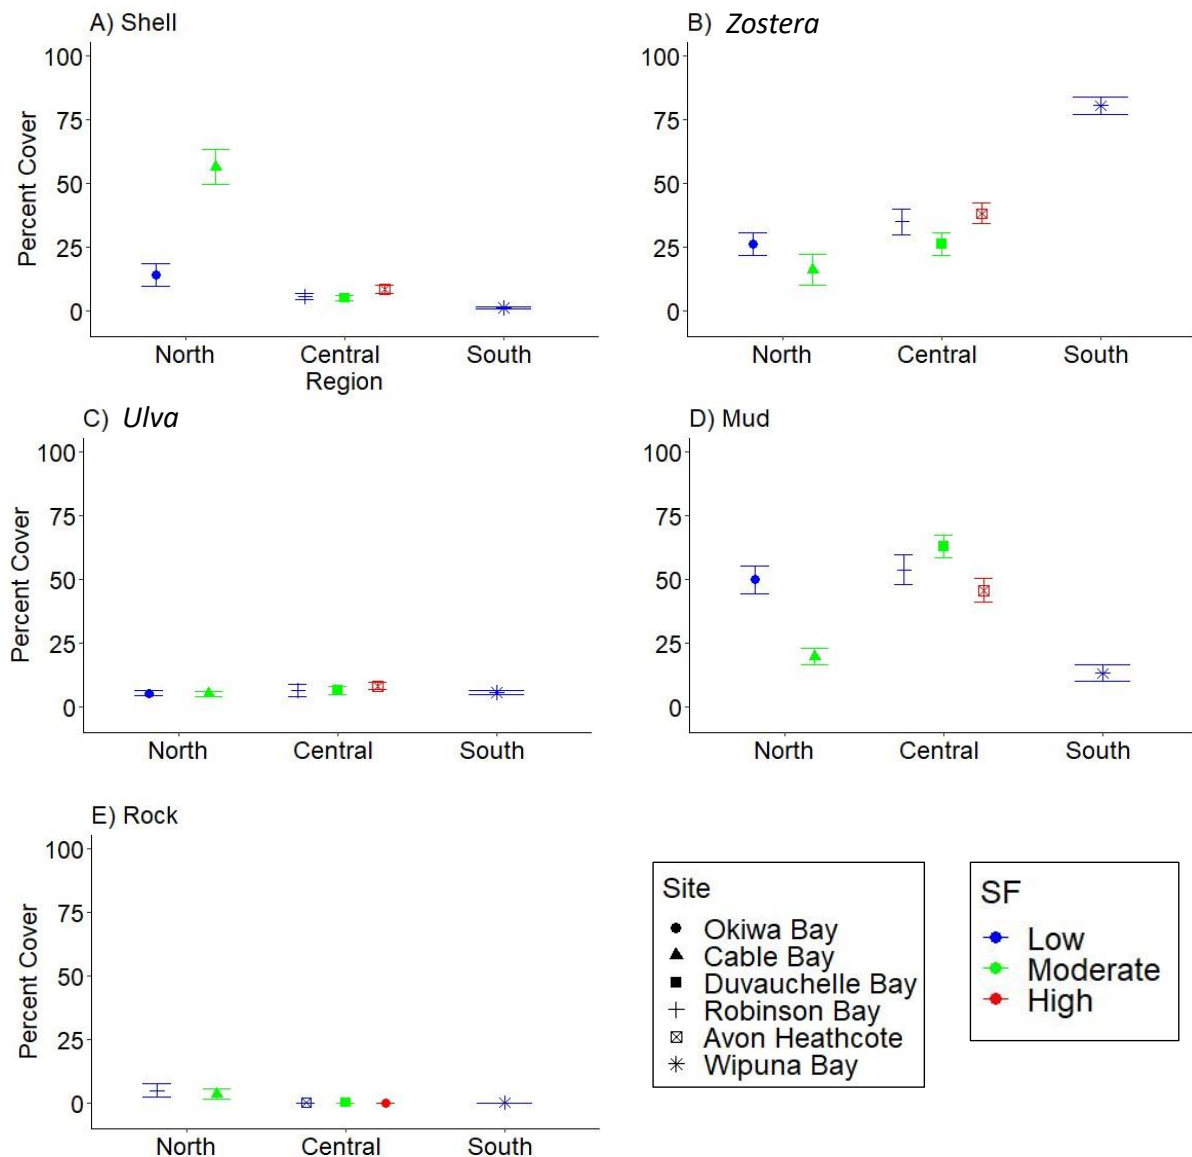 A) Shell
100
75
50
25
0
Percent Cover
North Central South
Region
B) Zostera
100
75
50
25
0
North Central South
C) Ulva
100
75
50
25
0
Percent Cover
North Central South
D) Mud
100
75
50
25
0
North Central South
E) Rock
100
75
50
25
0
Percent Cover
North Central South
Site
Okiwa Bay
Cable Bay
Duvauchelle Bay
Robinson Bay
Avon Heathcote
Wipuna Bay
SF
Low
Moderate
High